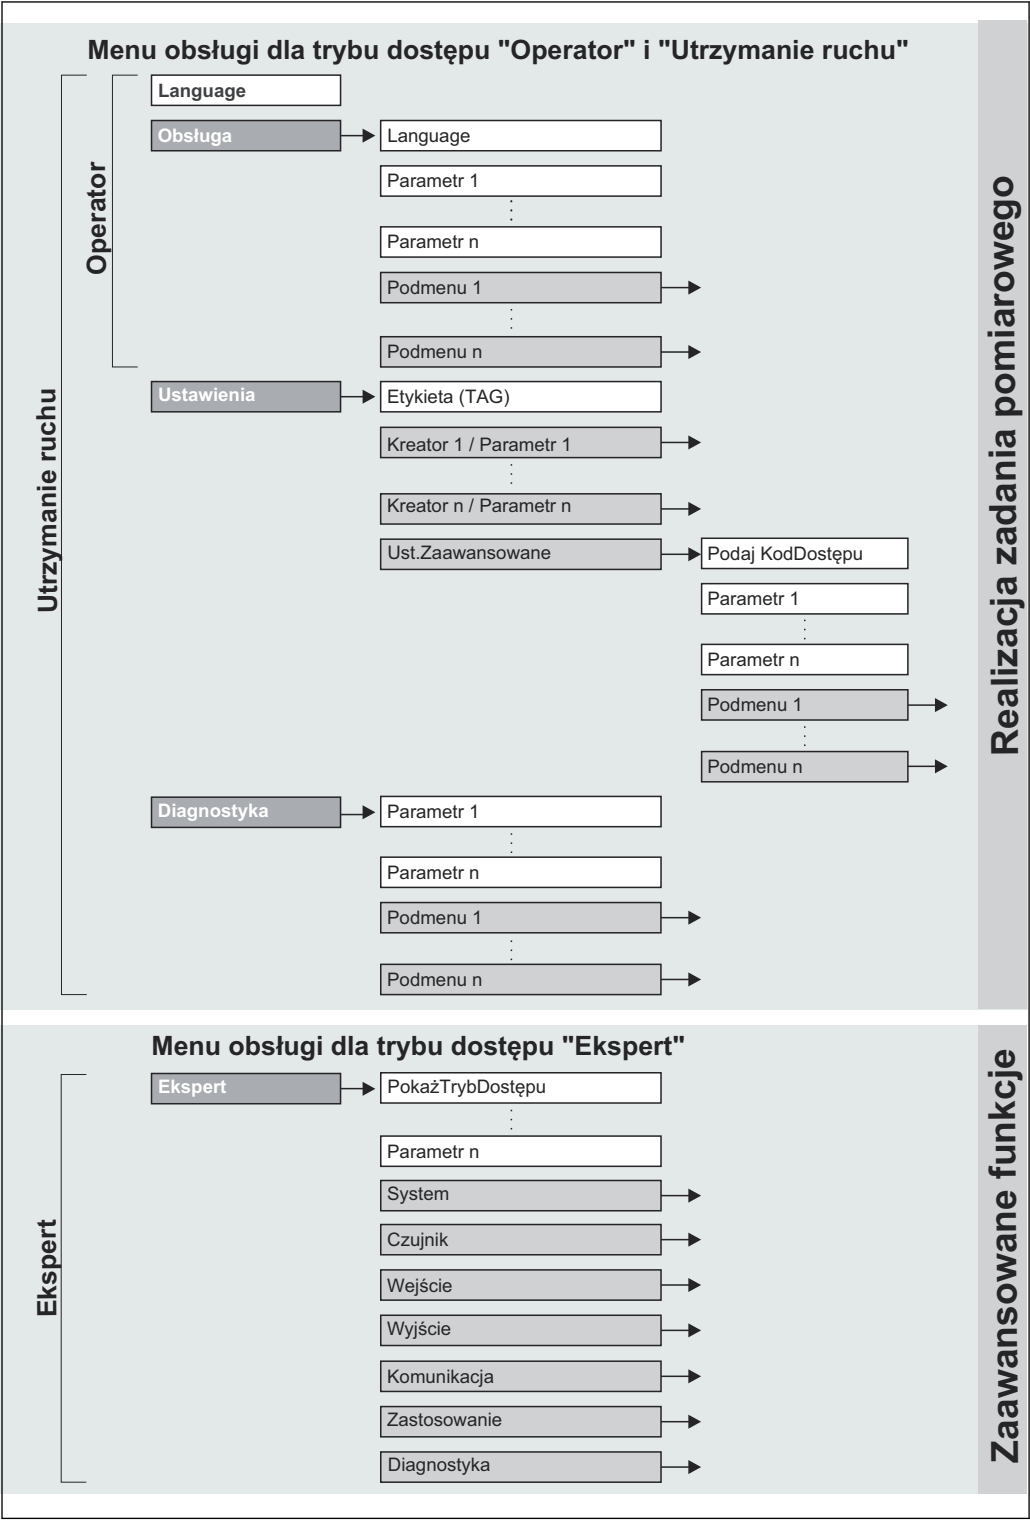 Menu obsługi dla trybu dostępu "Operator" i "Utrzymanie ruchu"
Language
Obsługa
Language
Parametr 1
Parametr n
Podmenu 1
Podmenu n
Operator
Ustawienia
Etykieta (TAG)
Kreator 1 / Parametr 1
Kreator n / Parametr n
Ust.Zaawansowane
Podaj KodDostępu
Parametr 1
Parametr n
Podmenu 1
Podmenu n
Diagnostyka
Parametr 1
Parametr n
Podmenu 1
Podmenu n
Utrzymanie ruchu
Realizacja zadania pomiarowego
Menu obsługi dla trybu dostępu "Ekspert"
Ekspert
PokażTrybDostępu
Parametr n
System
Czujnik
Wejście
Wyjście
Komunikacja
Zastosowanie
Diagnostyka
Ekspert
Zaawansowane funkcje